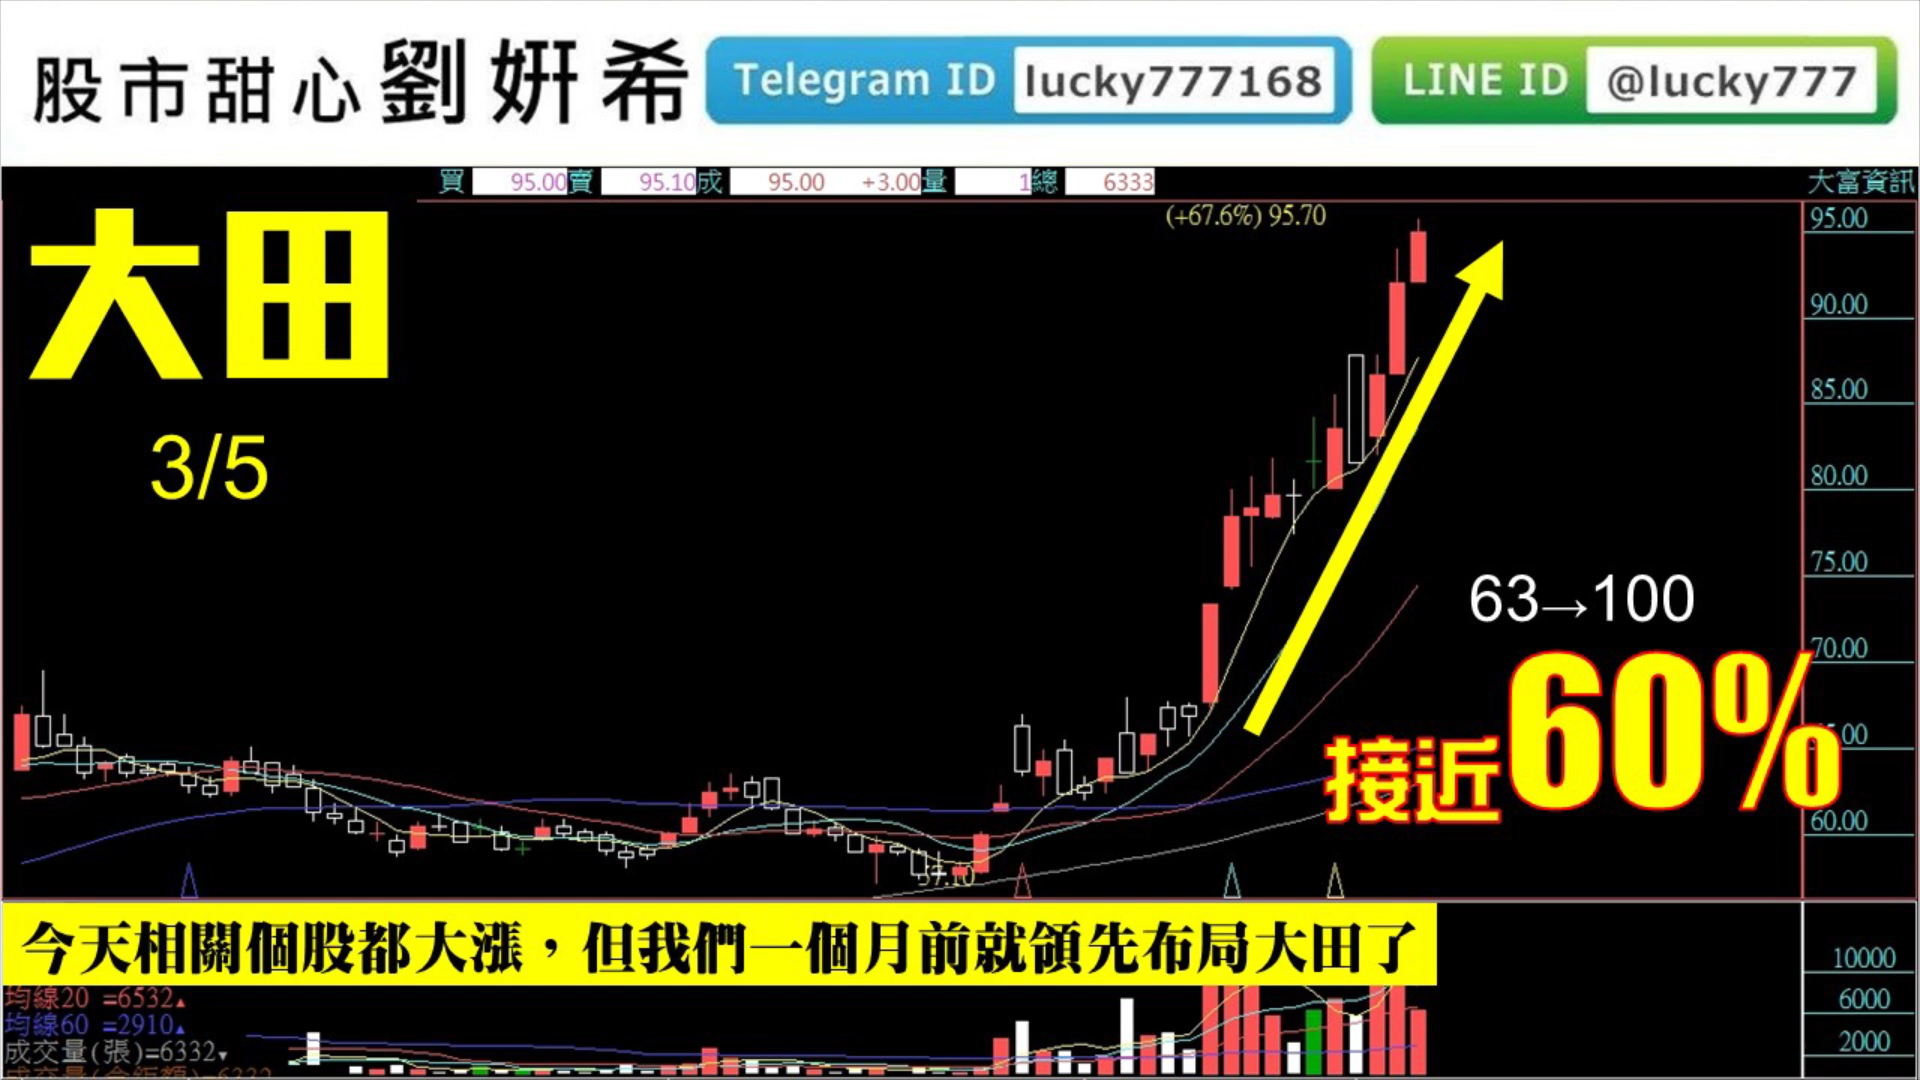 股市甜心劉妍希 Telegram ID lucky777168 LINE ID @lucky777
買 95.00 賣 95.10 成 95.00 +3.00 量 1 總 6333 大富資訊
(+67.6%) 95.70
95.00
大田
90.00
85.00
3/5
80.00
75.00
63→100
70.00
接近60%
60.00
57.10
今天相關個股都大漲，但我們一個月前就領先布局大田了
10000
均線20 =6532▲
6000
均線60 =2910▲
2000
成交量(張)=6332▼